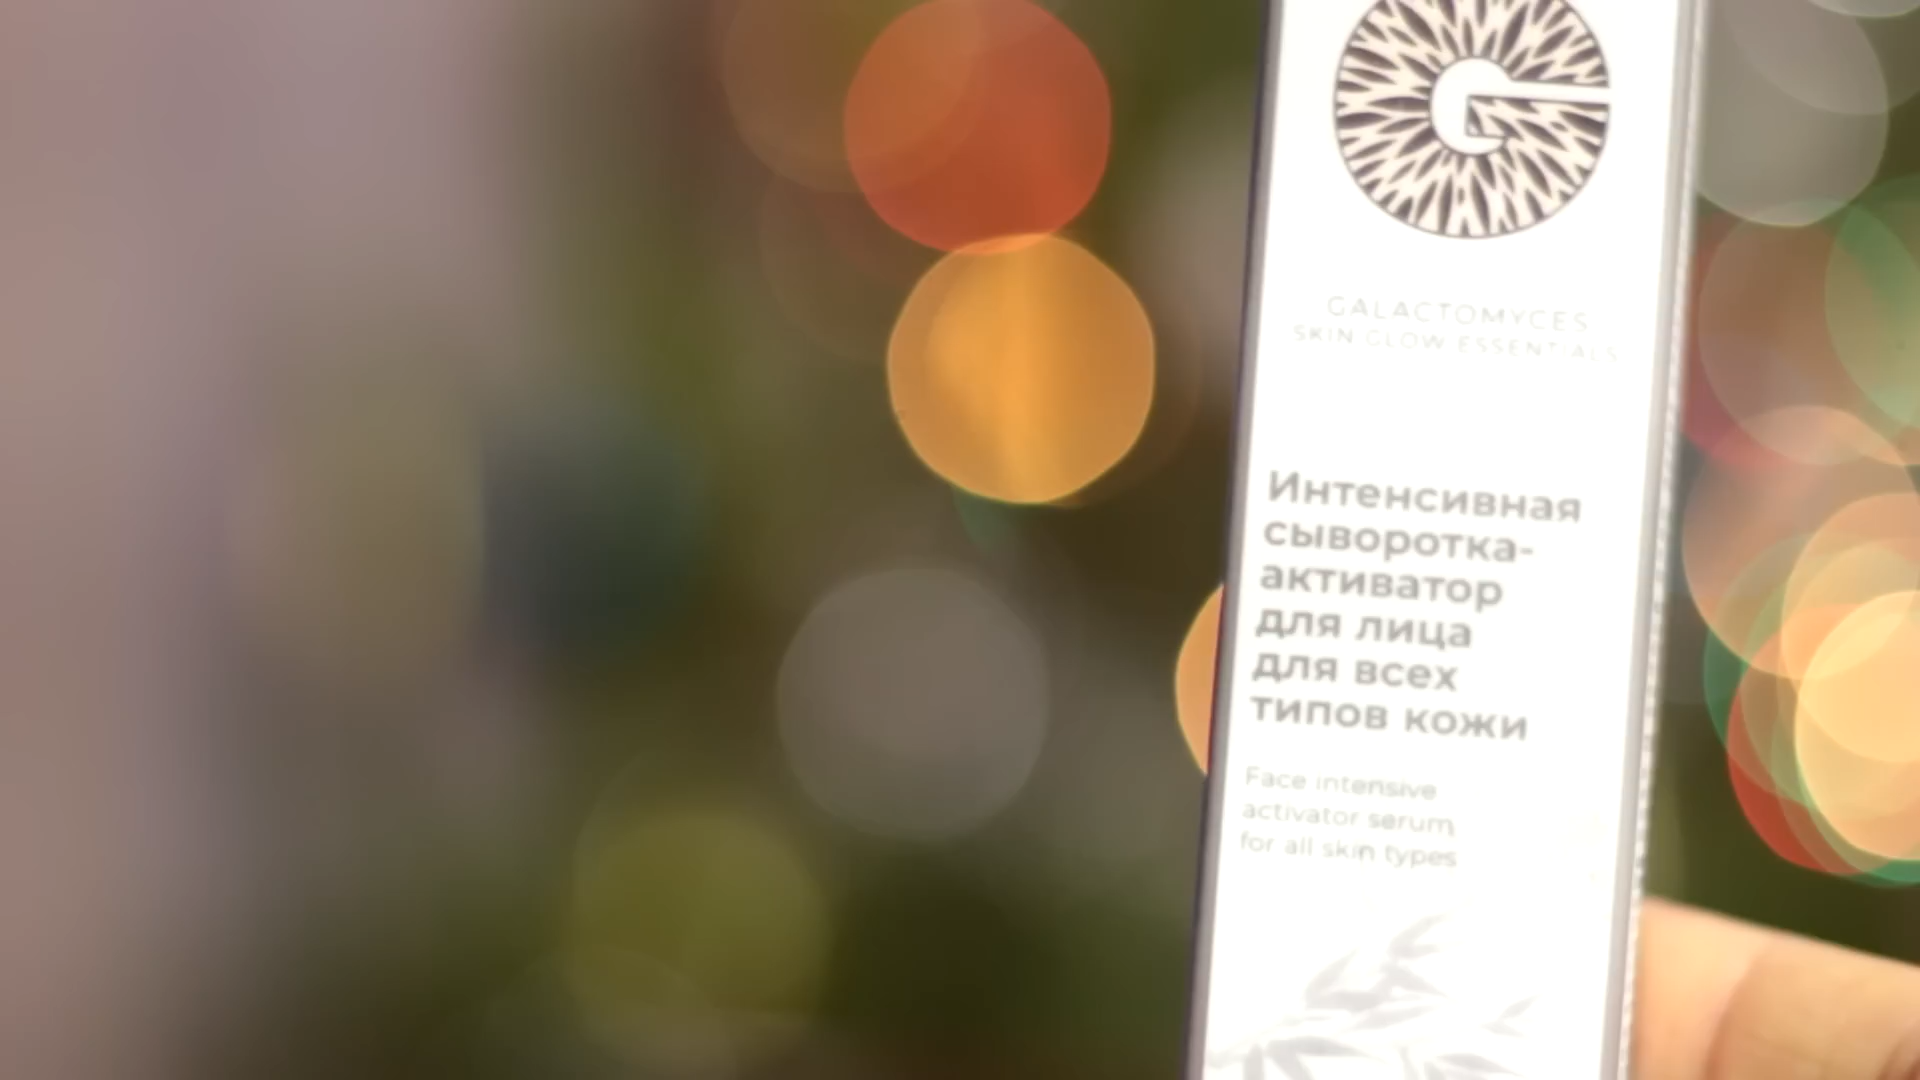 G
GALACTOMYCES
SKIN GLOW ESSENTIALS
Интенсивная
сыворотка-
активатор
для лица
для всех
типов кожи
Face intensive
activator serum
for all skin types